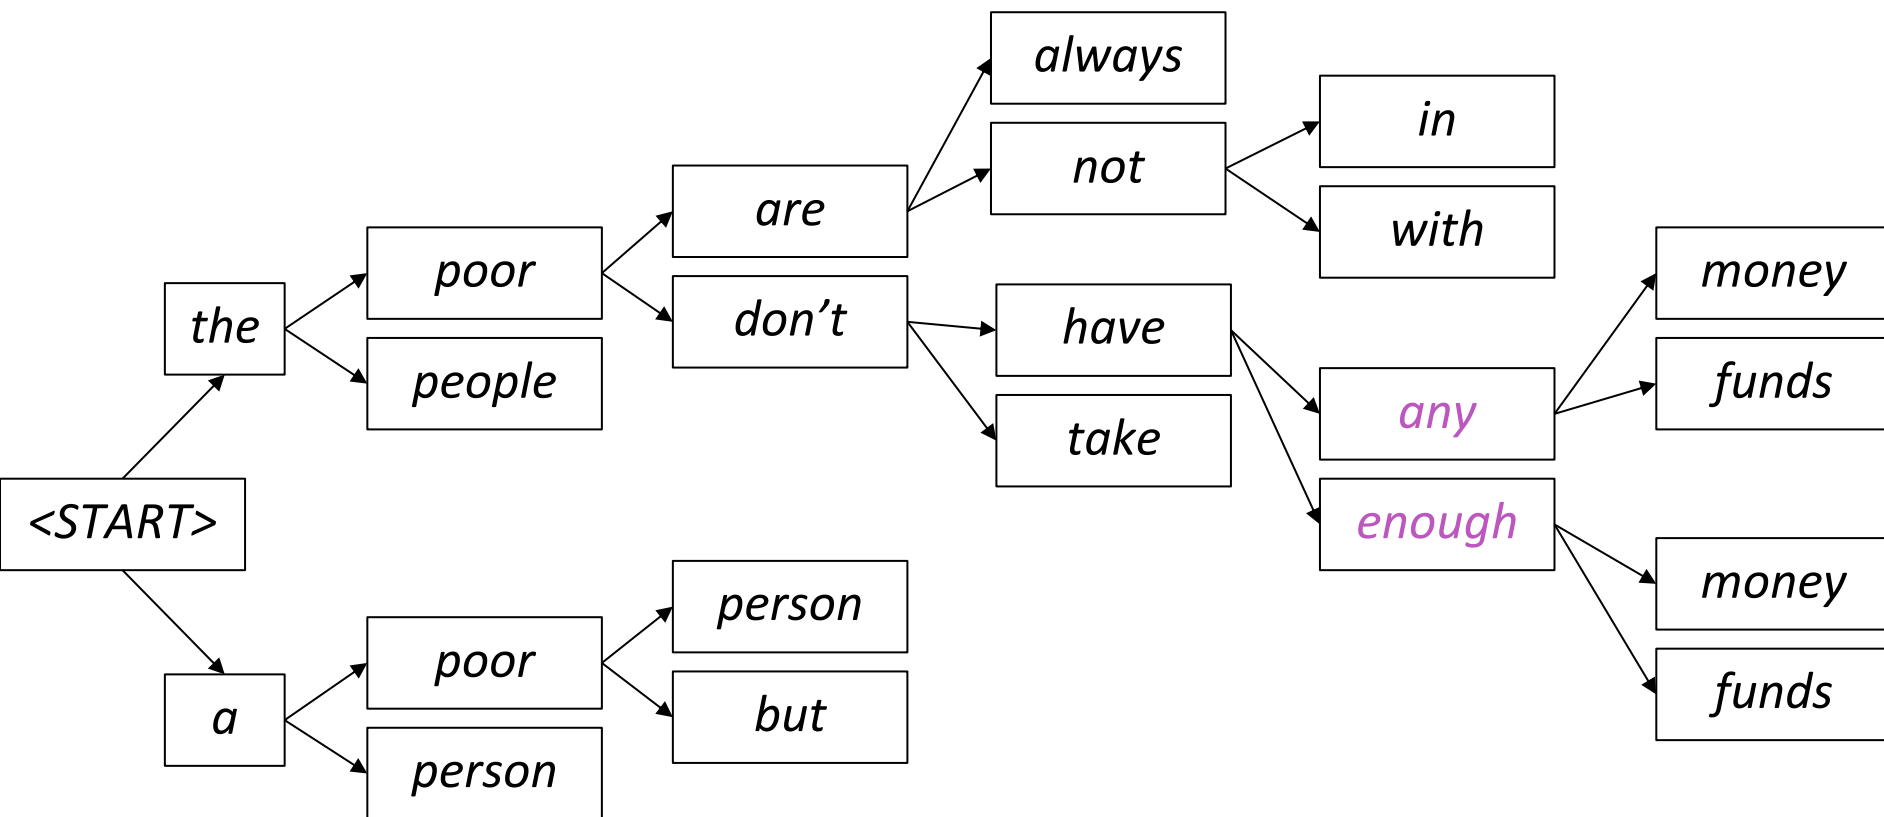 always
in
not
are
with
poor
money
the
don’t
have
people
any
funds
take
<START>
enough
person
money
poor
a
but
funds
person